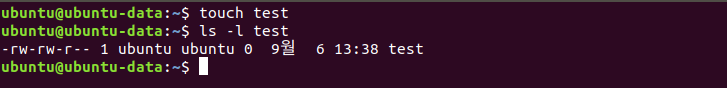 ubuntu@ubuntu-data:~$ touch test
ubuntu@ubuntu-data:~$ ls -l test
-rw-rw-r-- 1 ubuntu ubuntu 0  9월  6 13:38 test
ubuntu@ubuntu-data:~$